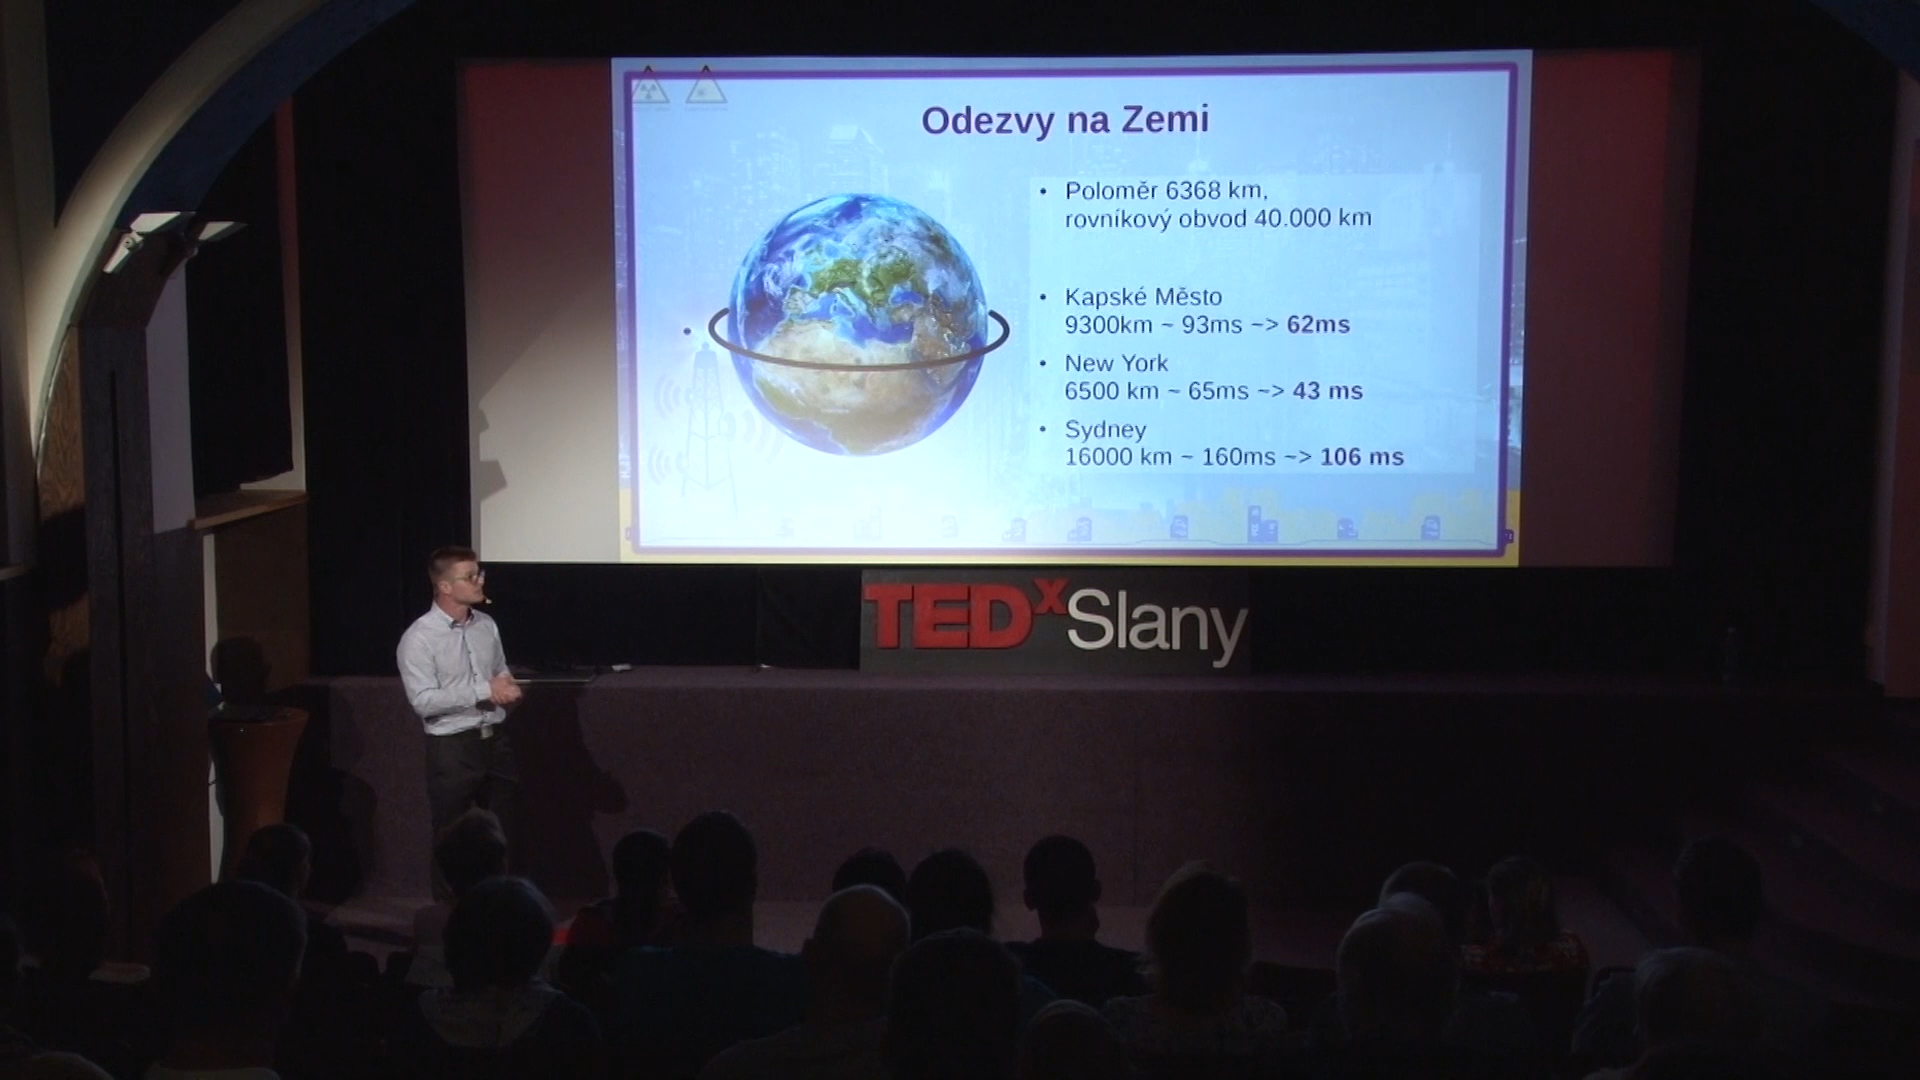 Odezvy na Zemi
• Poloměr 6368 km,
rovníkový obvod 40.000 km
• Kapské Město
9300km ~ 93ms ~> 62ms
• New York
6500 km ~ 65ms ~> 43 ms
• Sydney
16000 km ~ 160ms ~> 106 ms
TEDxSlany